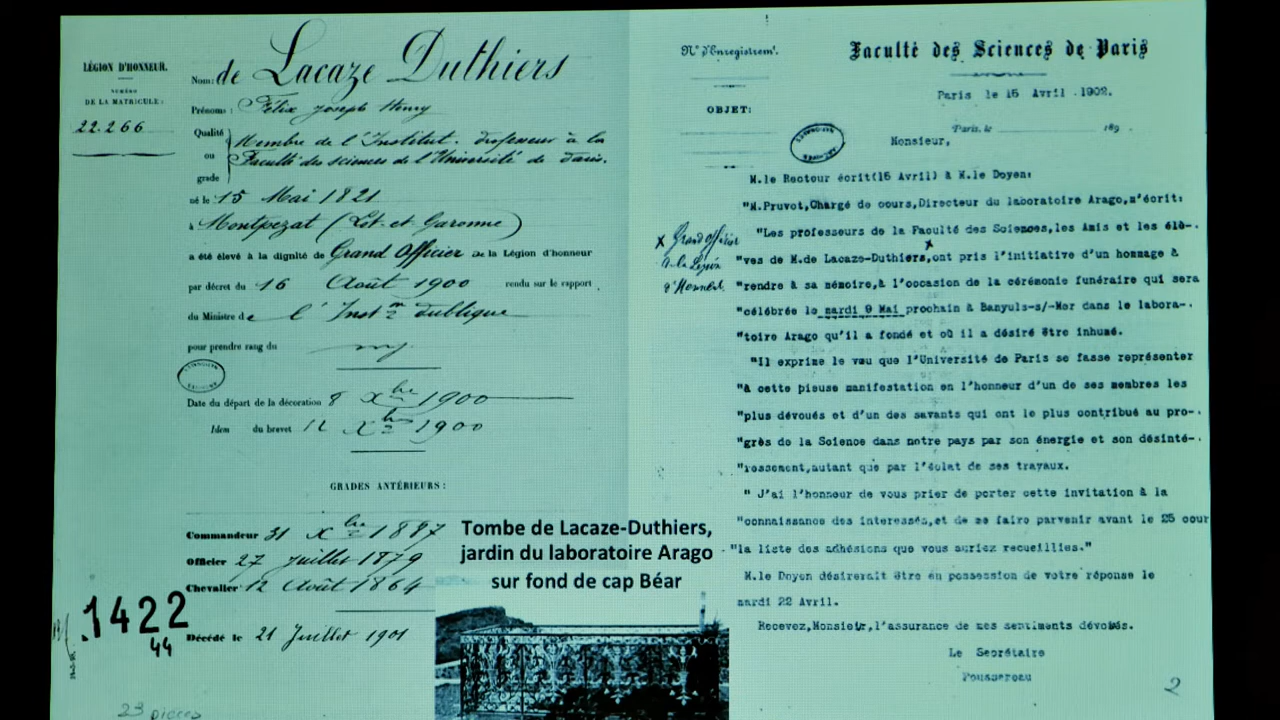 LÉGION D'HONNEUR.
NUMÉRO
DE LA MATRICULE:
22.266
Nom: de Lacaze Duthiers
Prénoms: Félix Joseph Henry
Qualité ou grade Membre de l'Institut. Professeur à la
Faculté des sciences de l'Université de Paris.
né le 15 Mai 1821
à Montpezat (Lot-et-Garonne)
a été élevé à la dignité de Grand Officier de la Légion d'honneur
par décret du 16 Août 1900 rendu sur le rapport
du Ministre de l'Inston Publique
pour prendre rang du
Date du départ de la décoration 8 Xbre 1900
Idem du brevet 12 Xbre 1900
GRADES ANTÉRIEURS:
Commandeur 31 Xbre 1887
Officier 27 Juillet 1879
Chevalier 12 Août 1864
.1422
44
Décédé le 21 Juillet 1901
23 pièces
Tombe de Lacaze-Duthiers,
jardin du laboratoire Arago
sur fond de cap Béar
N° d'Enregistremt.
OBJET:
Faculté des Sciences de Paris
Paris le 15 Avril 1902.
Paris, le 189
Monsieur,
M.le Recteur écrit(15 Avril) à M.le Doyen:
"M.Pruvot,Chargé de cours,Directeur du laboratoire Arago,m'écrit:
"Les professeurs de la Faculté des Sciences,les Amis et les élè-
"ves de M.de Lacaze-Duthiers,ont pris l'initiative d'un hommage à
x Grand Officier
de la Légion
d'Honneur
"rendre à sa mémoire,à l'occasion de la cérémonie funéraire qui sera
"célébrée le mardi 9 Mai prochain à Banyuls-s/-Mer dans le labora-
"toire Arago qu'il a fondé et où il a désiré être inhumé.
"Il exprime le vœu que l'Université de Paris se fasse représenter
"à cette pieuse manifestation en l'honneur d'un de ses membres les
"plus dévoués et d'un des savants qui ont le plus contribué au pro-
"grès de la Science dans notre pays par son énergie et son désinté-
"ressement,autant que par l'éclat de ses travaux.
" J'ai l'honneur de vous prier de porter cette invitation à la
"connaissance des interessés,et de me faire parvenir avant le 25 cour
"la liste des adhésions que vous auriez recueillies."
M.le Doyen désirerait être en possession de votre réponse le
mardi 22 Avril.
Recevez,Monsieur,l'assurance de mes sentiments dévoués.
Le Secrétaire
2